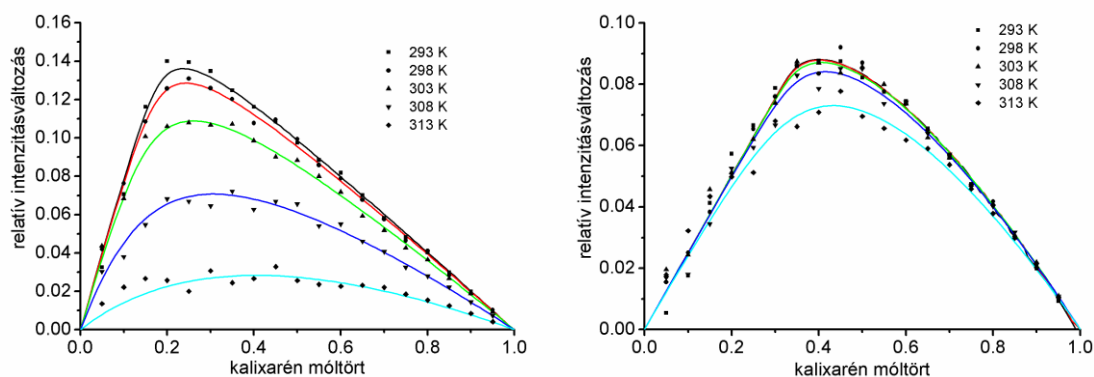 relatív intenzitásváltozás
0.16
0.14
0.12
0.10
0.08
0.06
0.04
0.02
0.00
293 K
298 K
303 K
308 K
313 K
0.0 0.2 0.4 0.6 0.8 1.0
kalixarén móltört
relatív intenzitásváltozás
0.10
0.08
0.06
0.04
0.02
0.00
293 K
298 K
303 K
308 K
313 K
0.0 0.2 0.4 0.6 0.8 1.0
kalixarén móltört